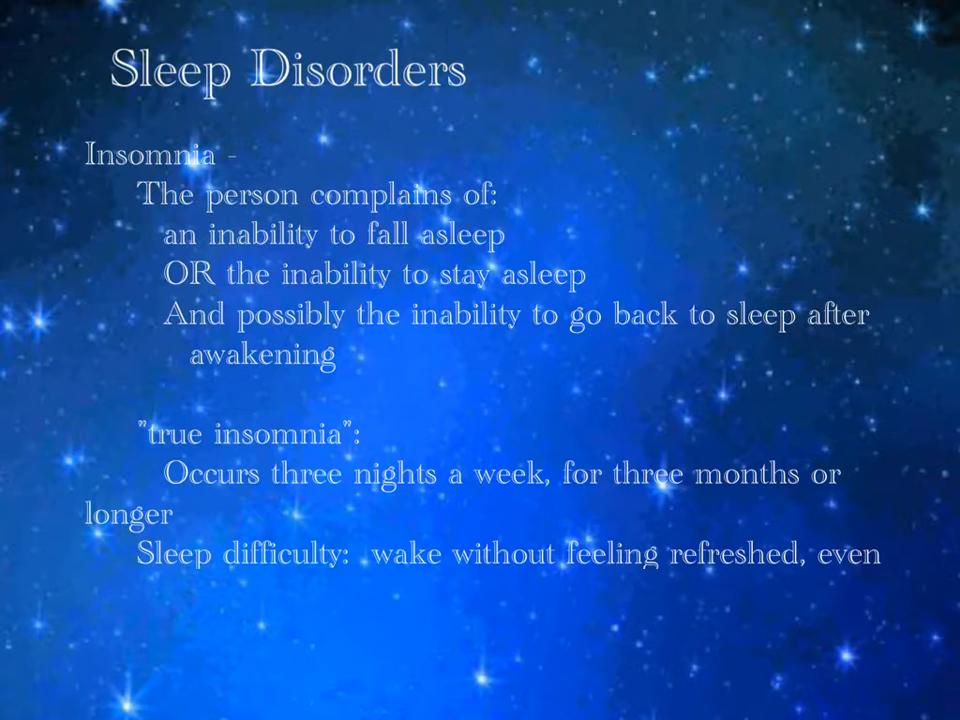 Sleep Disorders
Insomnia -
The person complains of:
an inability to fall asleep
OR the inability to stay asleep
And possibly the inability to go back to sleep after
awakening
"true insomnia":
Occurs three nights a week, for three months or
longer
Sleep difficulty:  wake without feeling refreshed, even